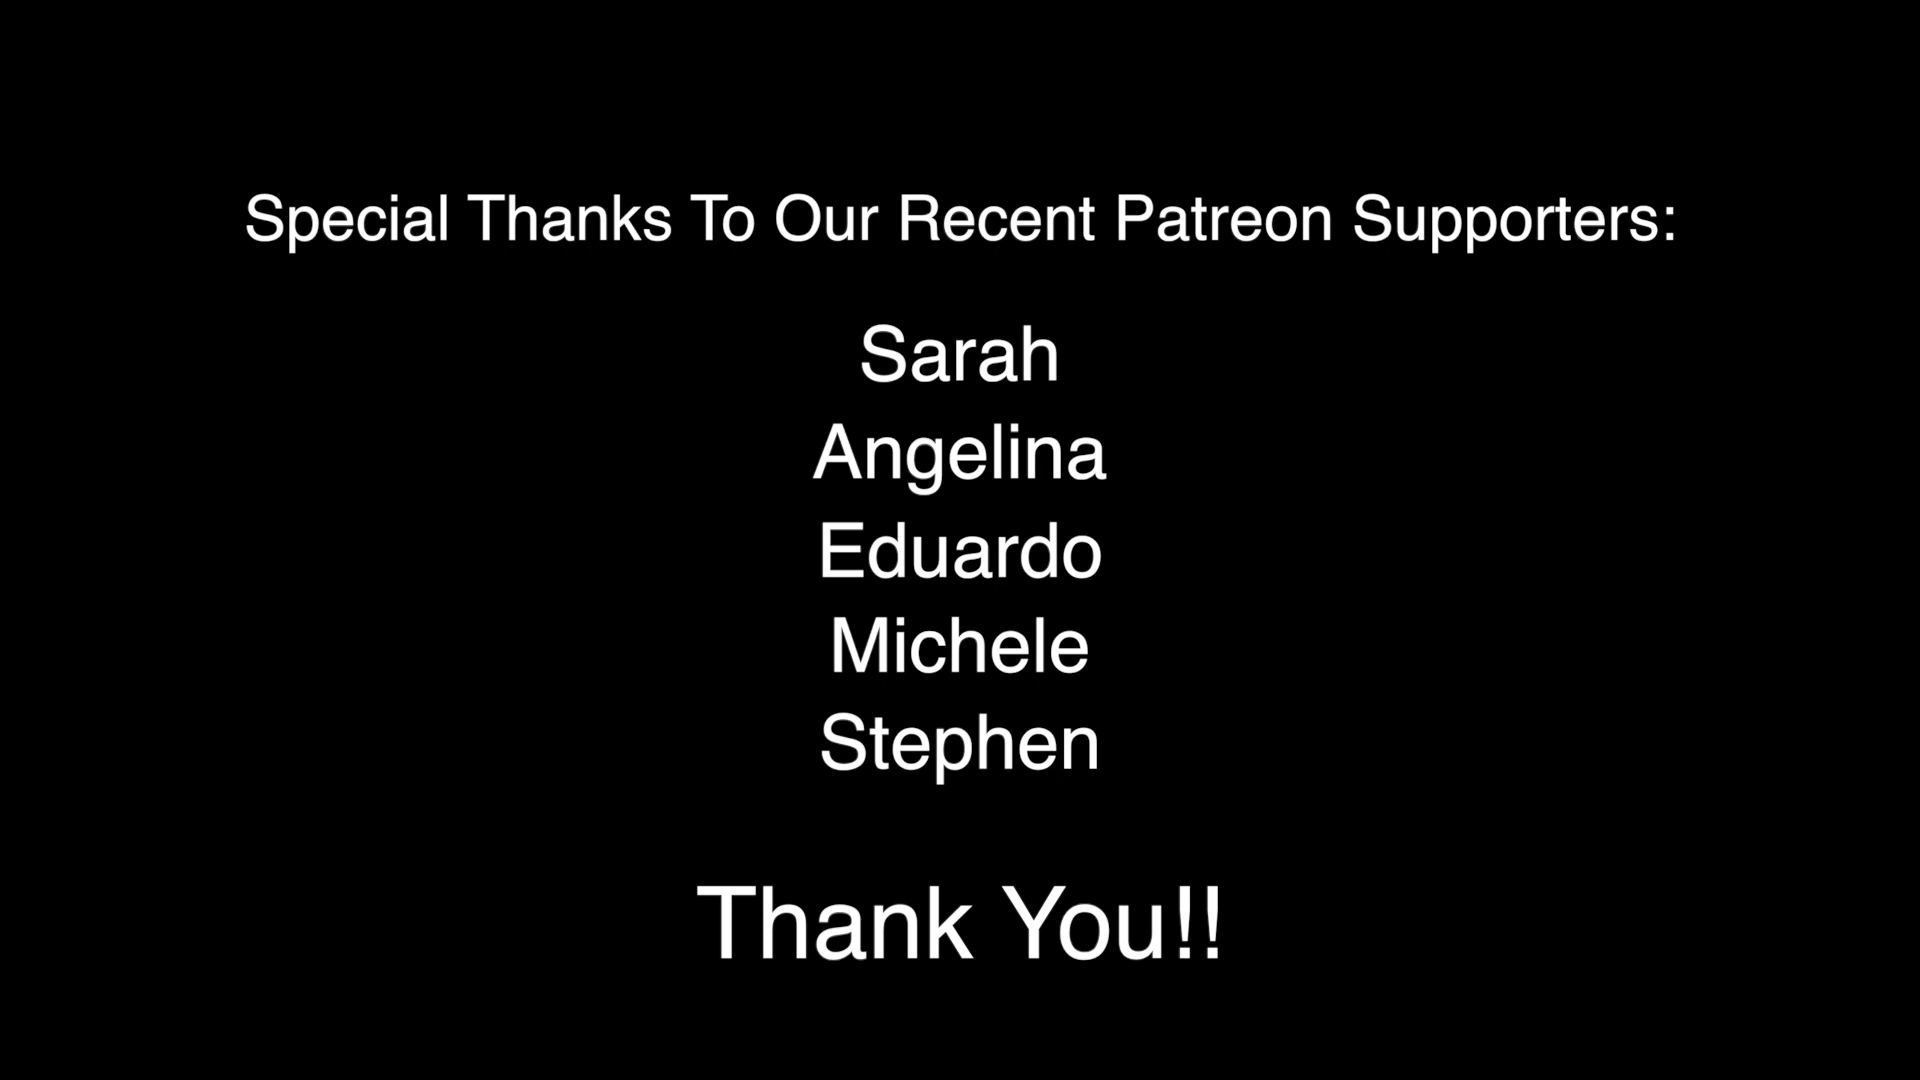 Special Thanks To Our Recent Patreon Supporters:
Sarah
Angelina
Eduardo
Michele
Stephen
Thank You!!